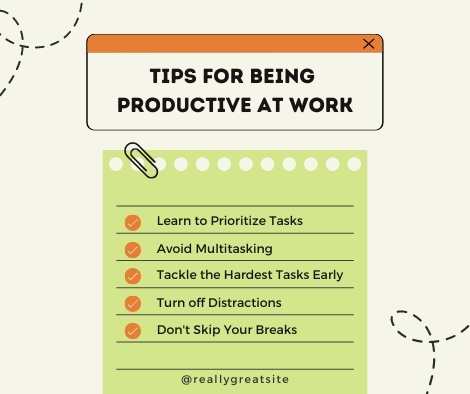 TIPS FOR BEING
PRODUCTIVE AT WORK
Learn to Prioritize Tasks
Avoid Multitasking
Tackle the Hardest Tasks Early
Turn off Distractions
Don't Skip Your Breaks
@reallygreatsite